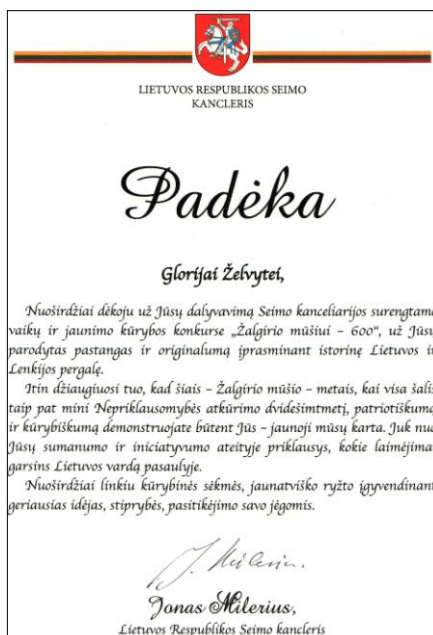 LIETUVOS RESPUBLIKOS SEIMO
KANCLERIS
Padėka
Glorijai Želvytei,
Nuoširdžiai dėkoju už Jūsų dalyvavimą Seimo kanceliarijos surengtame
vaikų ir jaunimo kūrybos konkurse „Žalgirio mūšiui – 600“, už Jūsų
parodytas pastangas ir originalumą įprasminant istorinę Lietuvos ir
Lenkijos pergalę.
Itin džiaugiuosi tuo, kad šiais – Žalgirio mūšio – metais, kai visa šalis
taip pat mini Nepriklausomybės atkūrimo dvidešimtmetį, patriotiškumą
ir kūrybiškumą demonstruojate būtent Jūs – jaunoji mūsų karta. Juk nuo
Jūsų sumanumo ir iniciatyvumo ateityje priklausys, kokie laimėjimai
garsins Lietuvos vardą pasaulyje.
Nuoširdžiai linkiu kūrybinės sėkmės, jaunatviško ryžto įgyvendinant
geriausias idėjas, stiprybės, pasitikėjimo savo jėgomis.
J. Milerius.
Jonas Milerius,
Lietuvos Respublikos Seimo kancleris